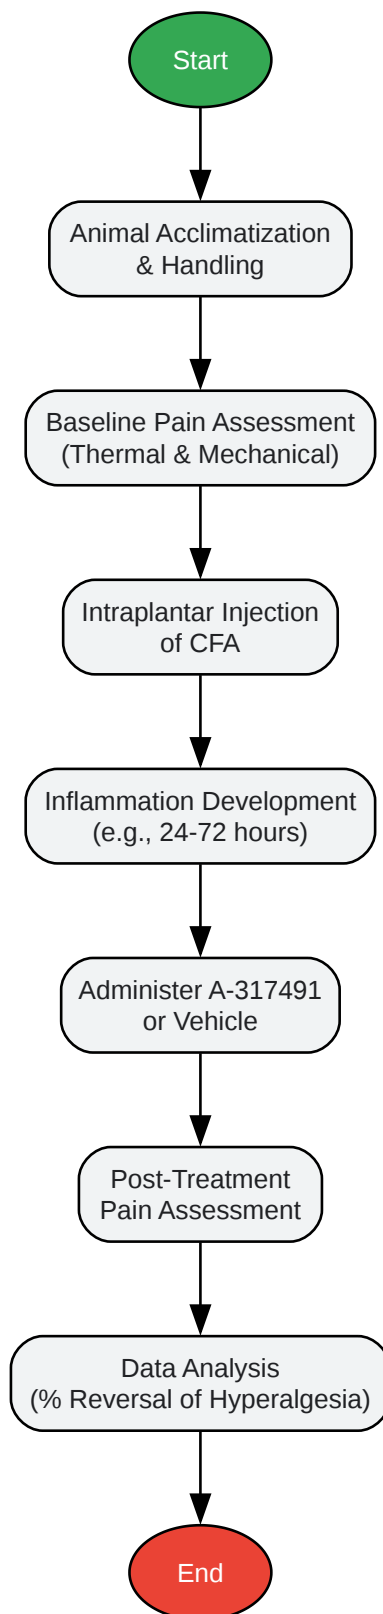 Start
Animal Acclimatization
& Handling
Baseline Pain Assessment
(Thermal & Mechanical)
Intraplantar Injection
of CFA
Inflammation Development
(e.g., 24-72 hours)
Administer A-317491
or Vehicle
Post-Treatment
Pain Assessment
Data Analysis
(% Reversal of Hyperalgesia)
End